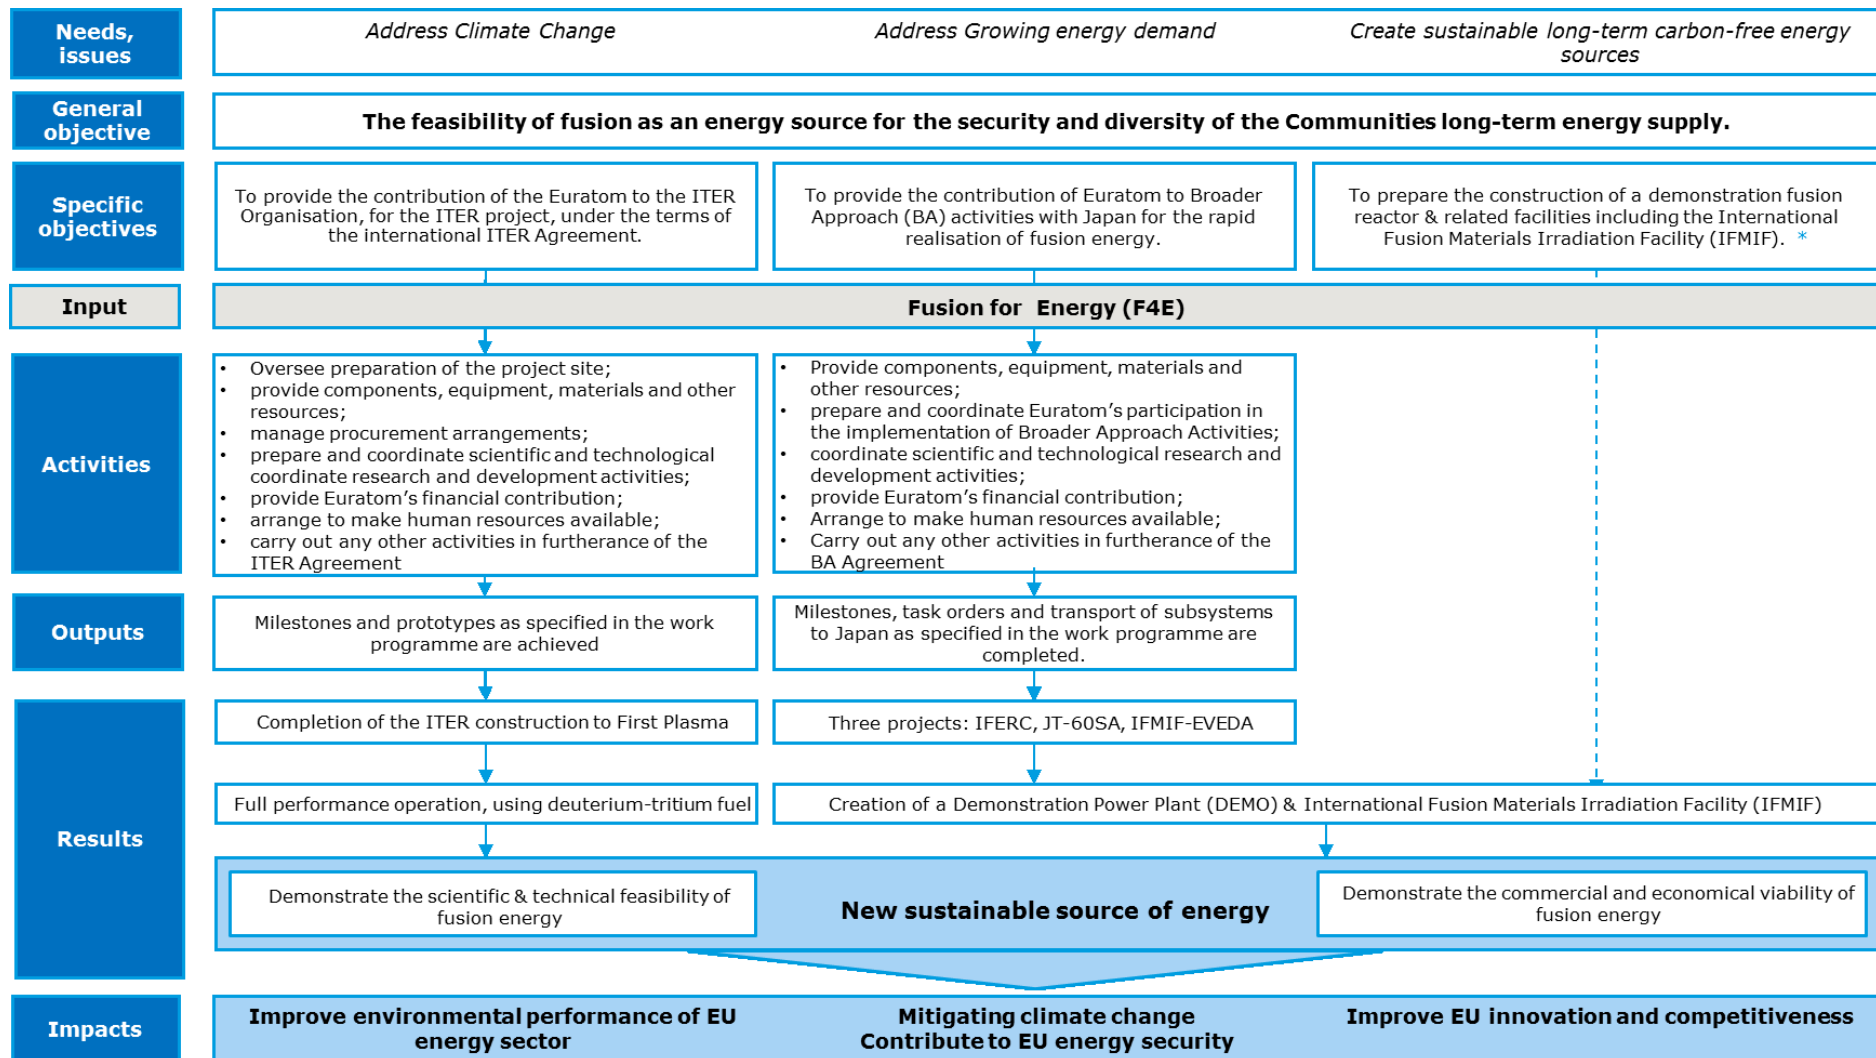 Needs,
issues
Address Climate Change
Address Growing energy demand
Create sustainable long-term carbon-free energy
sources
General
objective
The feasibility of fusion as an energy source for the security and diversity of the Communities long-term energy supply.
Specific
objectives
To provide the contribution of the Euratom to the ITER
Organisation, for the ITER project, under the terms of
the international ITER Agreement.
To provide the contribution of Euratom to Broader
Approach (BA) activities with Japan for the rapid
realisation of fusion energy.
To prepare the construction of a demonstration fusion
reactor & related facilities including the International
Fusion Materials Irradiation Facility (IFMIF). *
Input
Fusion for Energy (F4E)
Activities
• Oversee preparation of the project site;
• provide components, equipment, materials and other
resources;
• manage procurement arrangements;
• prepare and coordinate scientific and technological
coordinate research and development activities;
• provide Euratom's financial contribution;
• arrange to make human resources available;
• carry out any other activities in furtherance of the
ITER Agreement
• Provide components, equipment, materials and
other resources;
• prepare and coordinate Euratom's participation in
the implementation of Broader Approach Activities;
• coordinate scientific and technological research and
development activities;
• provide Euratom's financial contribution;
• Arrange to make human resources available;
• Carry out any other activities in furtherance of the
BA Agreement
Outputs
Milestones and prototypes as specified in the work
programme are achieved
Milestones, task orders and transport of subsystems
to Japan as specified in the work programme are
completed.
Results
Completion of the ITER construction to First Plasma
Three projects: IFERC, JT-60SA, IFMIF-EVEDA
Full performance operation, using deuterium-tritium fuel
Creation of a Demonstration Power Plant (DEMO) & International Fusion Materials Irradiation Facility (IFMIF)
Demonstrate the scientific & technical feasibility of
fusion energy
New sustainable source of energy
Demonstrate the commercial and economical viability of
fusion energy
Impacts
Improve environmental performance of EU
energy sector
Mitigating climate change
Contribute to EU energy security
Improve EU innovation and competitiveness